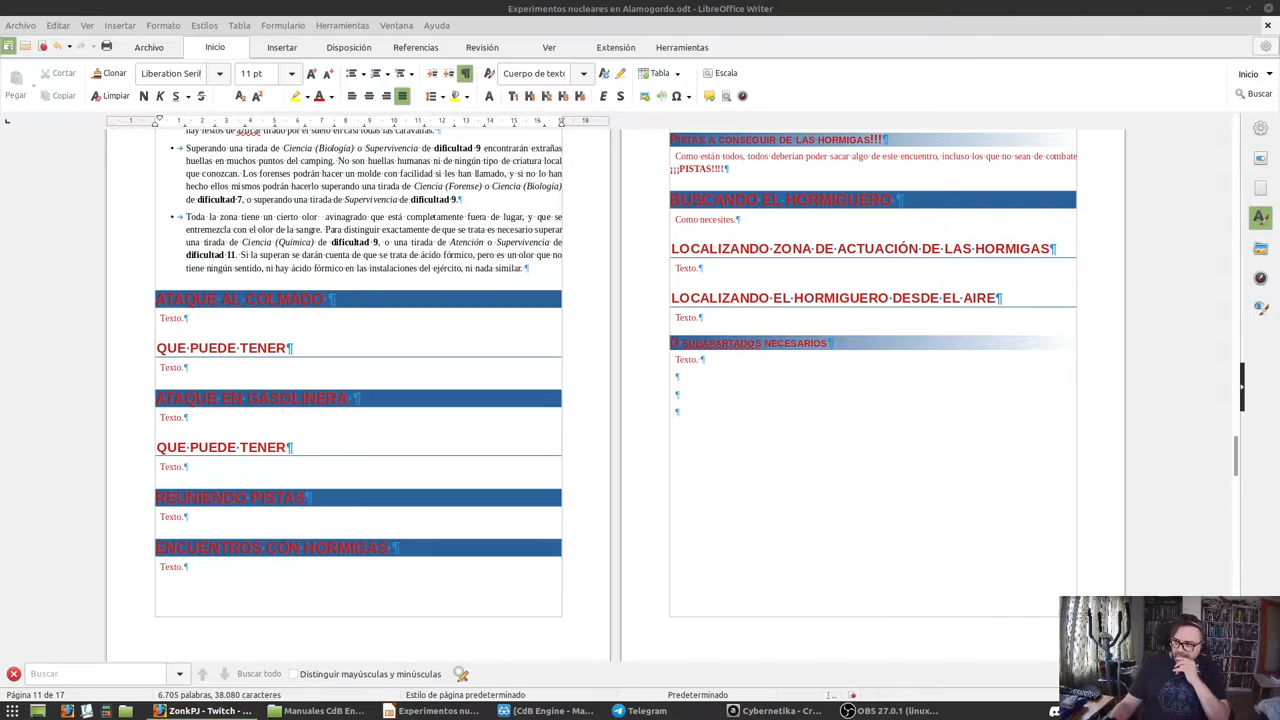 Experimentos nucleares en Alamogordo.odt - LibreOffice Writer
Archivo Editar Ver Insertar Formato Estilos Tabla Formulario Herramientas Ventana Ayuda
Archivo Inicio Insertar Disposición Referencias Revisión Ver Extensión Herramientas
Cortar Clonar Liberation Serif 11 pt Cuerpo de texto Tabla Escala Inicio
Pegar Copiar Limpiar Buscar
hay restos de azúcar tirado por el suelo en casi todas las caravanas.¶
• Superando una tirada de Ciencia (Biología) o Supervivencia de dificultad 9 encontrarán extrañas
huellas en muchos puntos del camping. No son huellas humanas ni de ningún tipo de criatura local
que conozcan. Los forenses podrán hacer un molde con facilidad si les han llamado, y si no lo han
hecho ellos mismos podrán hacerlo superando una tirada de Ciencia (Forense) o Ciencia (Biología)
de dificultad 7, o superando una tirada de Supervivencia de dificultad 9.¶
• Toda la zona tiene un cierto olor avinagrado que está completamente fuera de lugar, y que se
entremezcla con el olor de la sangre. Para distinguir exactamente de que se trata es necesario superar
una tirada de Ciencia (Química) de dificultad 9, o una tirada de Atención o Supervivencia de
dificultad 11. Si la superan se darán cuenta de que se trata de ácido fórmico, pero es un olor que no
tiene ningún sentido, ni hay ácido fórmico en las instalaciones del ejército, ni nada similar. ¶
ATAQUE AL COLMADO ¶
Texto.¶
QUE·PUEDE·TENER¶
Texto.¶
ATAQUE EN GASOLINERA ¶
Texto.¶
QUE·PUEDE·TENER¶
Texto.¶
REUNIENDO PISTAS¶
Texto.¶
ENCUENTROS CON HORMIGAS ¶
Texto.¶
PISTAS A CONSEGUIR DE LAS HORMIGAS!!!¶
Como están todos, todos deberían poder sacar algo de este encuentro, incluso los que no sean de combate
¡¡¡PISTAS!!!!¶
BUSCANDO EL HORMIGUERO ¶
Como necesites.¶
LOCALIZANDO·ZONA·DE·ACTUACIÓN·DE·LAS·HORMIGAS¶
Texto.¶
LOCALIZANDO·EL·HORMIGUERO·DESDE·EL·AIRE¶
Texto.¶
SUBAPARTADOS NECESARIOS¶
Texto. ¶
¶
¶
¶
Buscar Buscar todo Distinguir mayúsculas y minúsculas
Página 11 de 17 6.705 palabras, 38.080 caracteres Estilo de página predeterminado Predeterminado
ZonkPJ - Twitch - ... Manuales CdB En... Experimentos nu... [CdB Engine - Ma... Telegram Cybernetika - Cr... OBS 27.0.1 (linux...